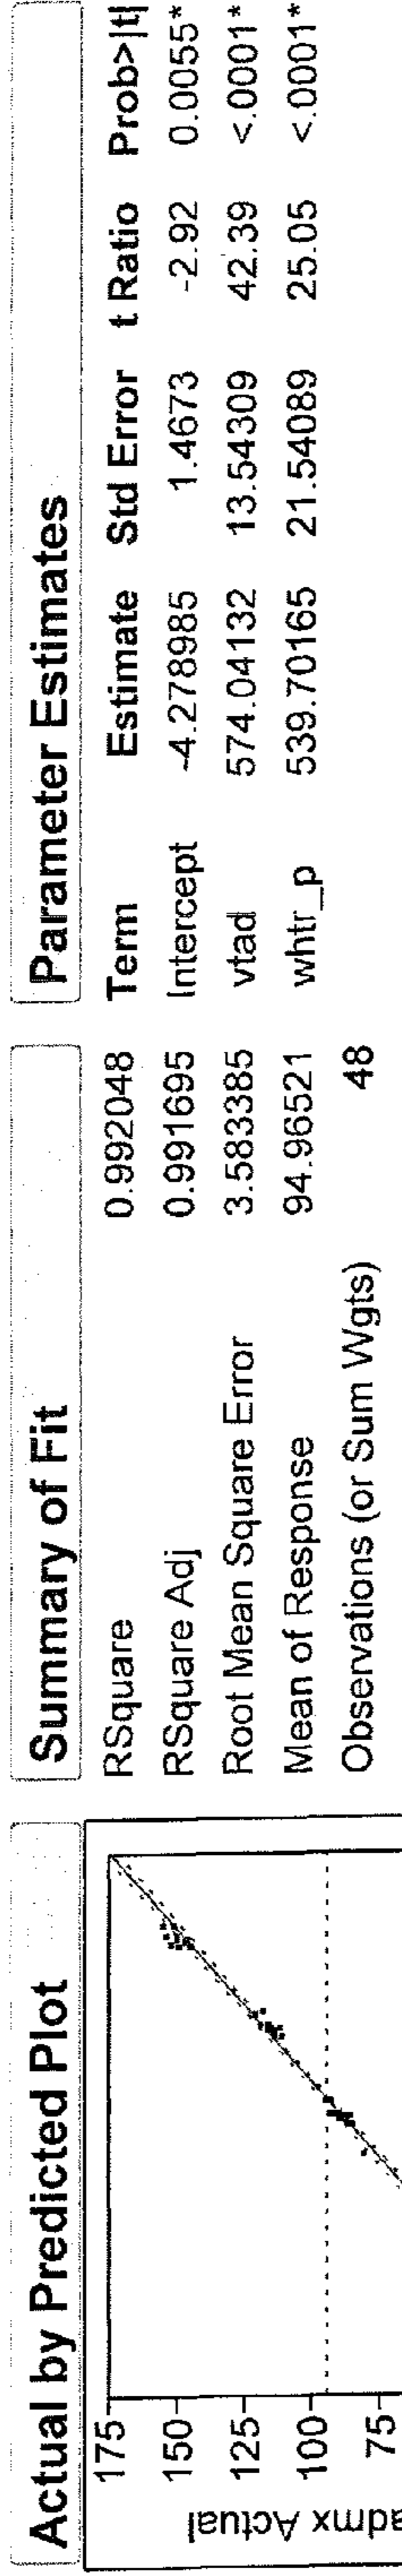 Actual by Predicted Plot
175
150
100
125
75
admx Actual
Summary of Fit
RSquare 0.992048
RSquare Adj 0.991695
Root Mean Square Error 3.583385
Mean of Response 94.96521
Observations (or Sum Wgts) 48
Parameter Estimates
Term Estimate Std Error t Ratio Prob>|t|
Intercept -4.278985 1.4673 -2.92 0.0055*
vtad 574.04132 13.54309 42.39 <.0001*
whtr_p 539.70165 21.54089 25.05 <.0001*